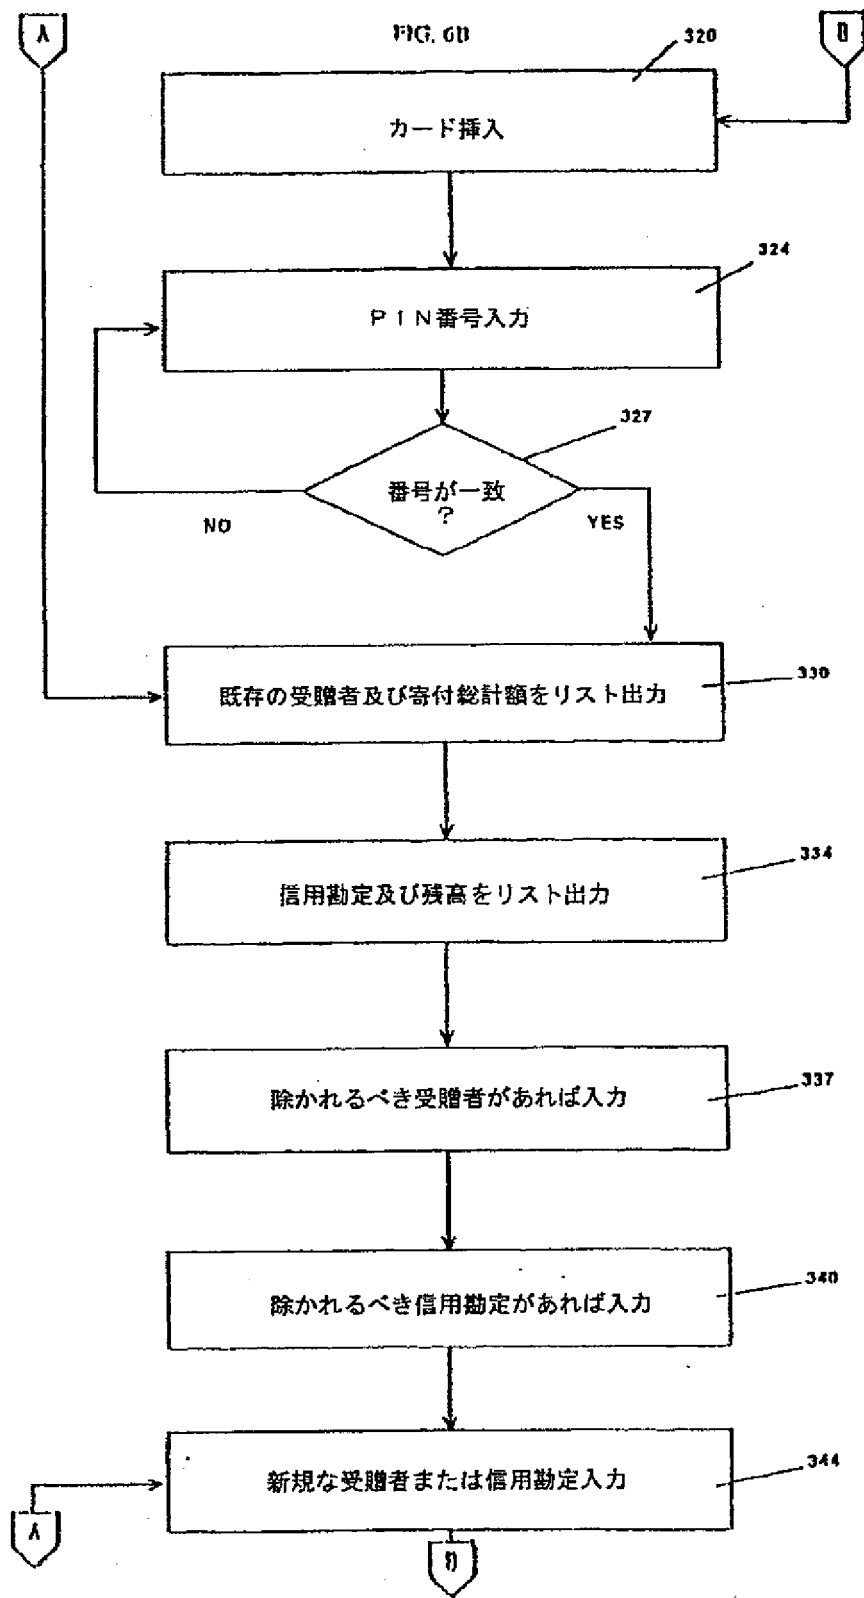 A
FIG. 6B
320
B
カード挿入
324
PIN番号入力
327
番号が一致
?
NO
YES
330
既存の受贈者及び寄付総計額をリスト出力
334
信用勘定及び残高をリスト出力
337
除かれるべき受贈者があれば入力
340
除かれるべき信用勘定があれば入力
344
新規な受贈者または信用勘定入力
A